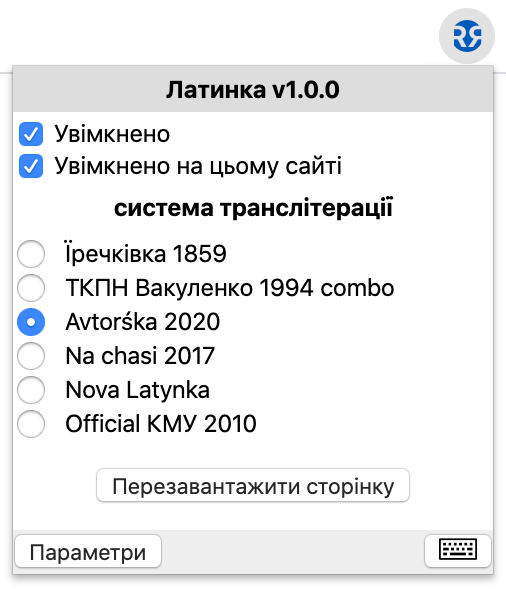 Латинка v1.0.0
Увімкнено
Увімкнено на цьому сайті
система транслітерації
Їречківка 1859
ТКПН Вакуленко 1994 combo
Avtorśka 2020
Na chasi 2017
Nova Latynka
Official КМУ 2010
Перезавантажити сторінку
Параметри